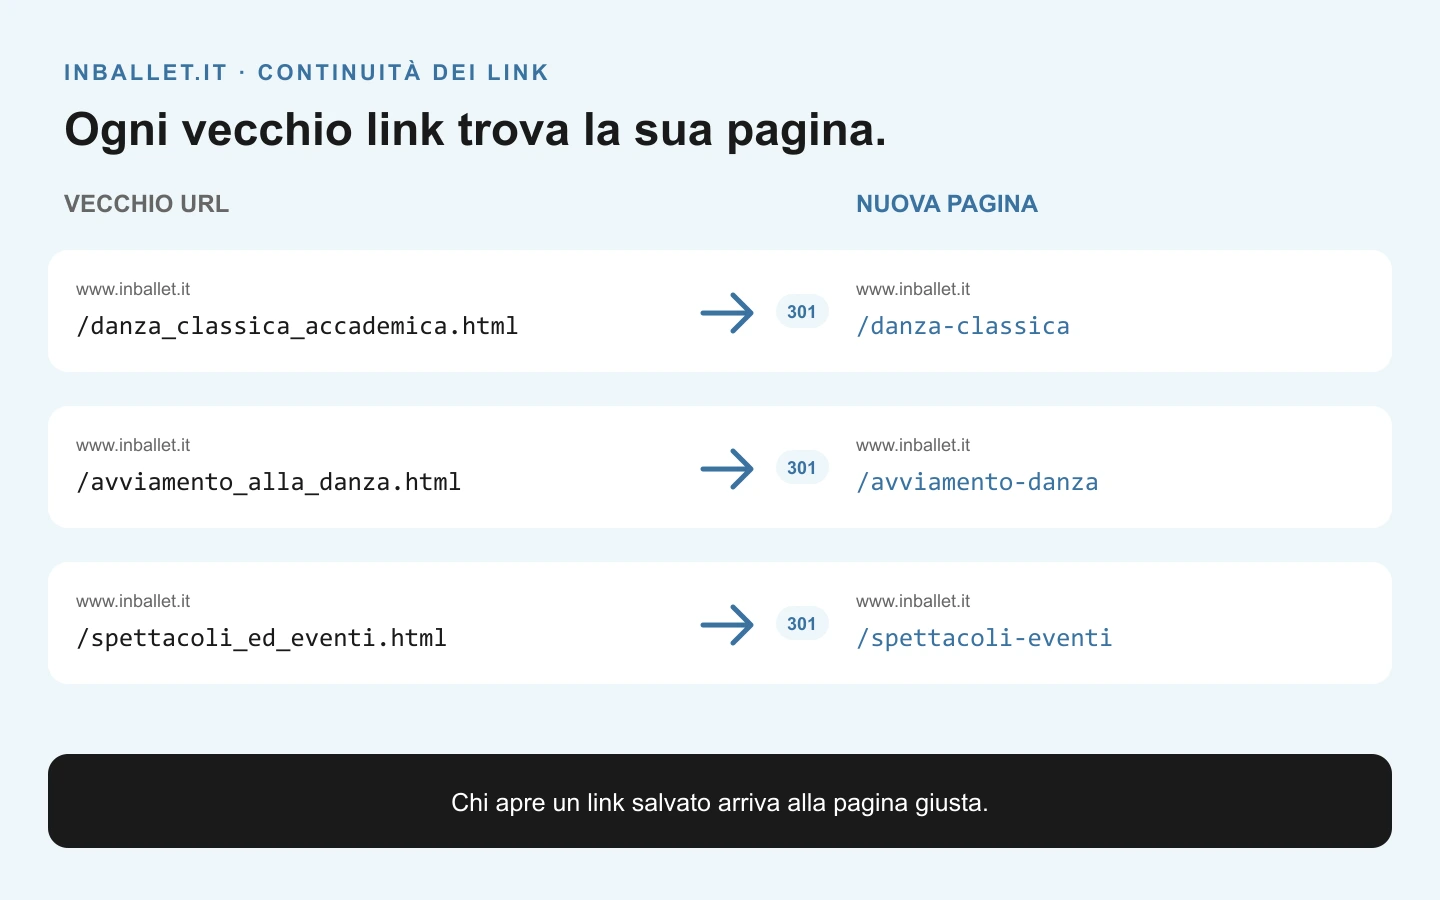 INBALLET.IT · CONTINUITÀ DEI LINK
Ogni vecchio link trova la sua pagina.
VECCHIO URL
NUOVA PAGINA
www.inballet.it
/danza_classica_accademica.html
301
www.inballet.it
/danza-classica
www.inballet.it
/avviamento_alla_danza.html
301
www.inballet.it
/avviamento-danza
www.inballet.it
/spettacoli_ed_eventi.html
301
www.inballet.it
/spettacoli-eventi
Chi apre un link salvato arriva alla pagina giusta.